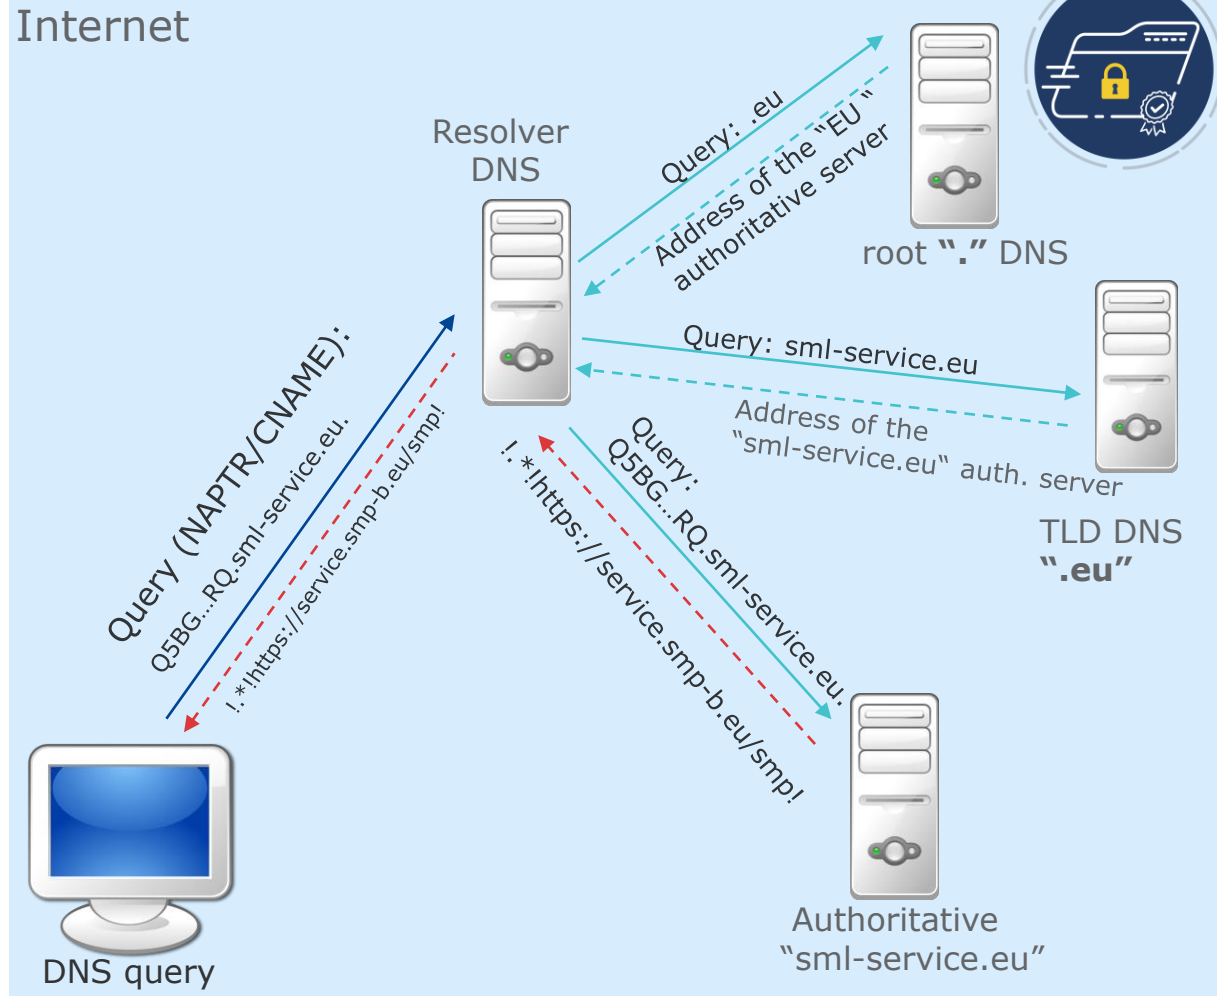 Internet
Resolver
DNS
Query: .eu
Address of the “EU “
authoritative server
root “.” DNS
Query: sml-service.eu
Address of the
“sml-service.eu“ auth. server
TLD DNS
“.eu”
Query (NAPTR/CNAME):
Q5BG...RQ.sml-service.eu.
!.*!https://service.smp-b.eu/smp!
Query:
Q5BG...RQ.sml-service.eu.
!.*!https://service.smp-b.eu/smp!
DNS query
Authoritative
“sml-service.eu”